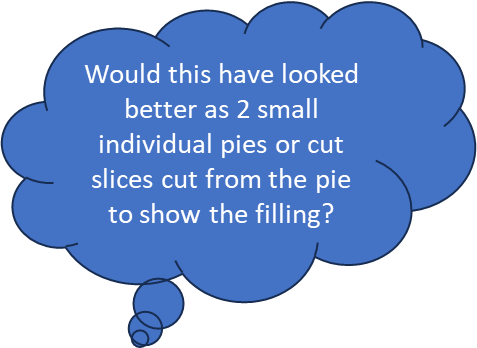 Would this have looked
better as 2 small
individual pies or cut
slices cut from the pie
to show the filling?